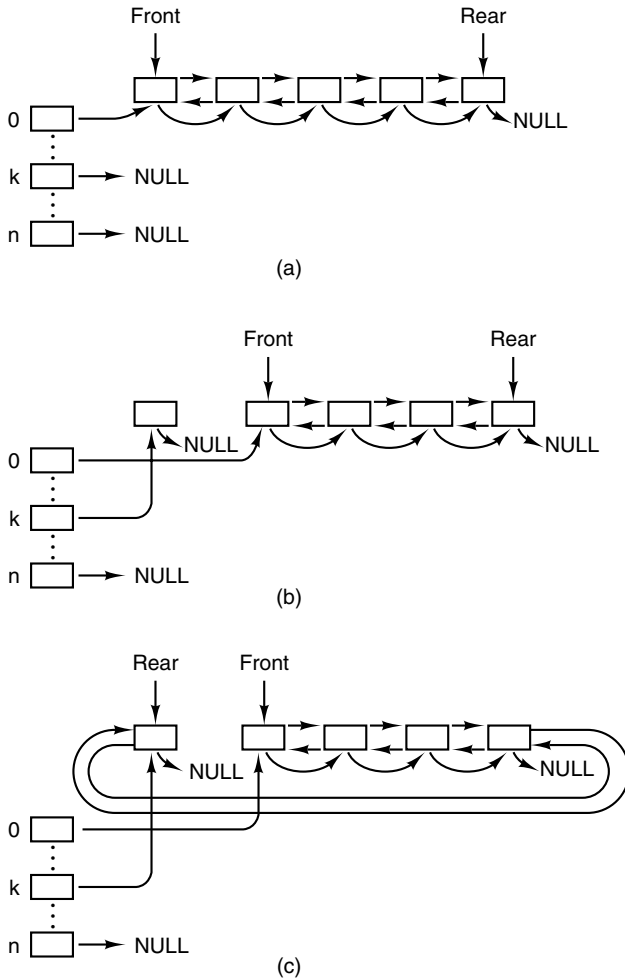 Front Rear
0 NULL
k NULL
n NULL
(a)
Front Rear
NULL NULL
0
k
n NULL
(b)
Rear Front
NULL NULL
0
k
n NULL
(c)